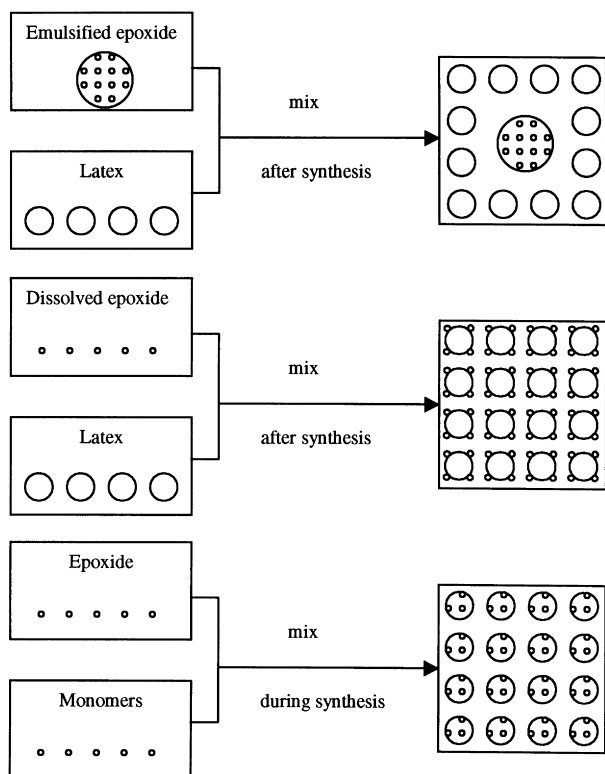 Emulsified epoxide
mix
Latex
after synthesis
Dissolved epoxide
mix
Latex
after synthesis
Epoxide
mix
Monomers
during synthesis